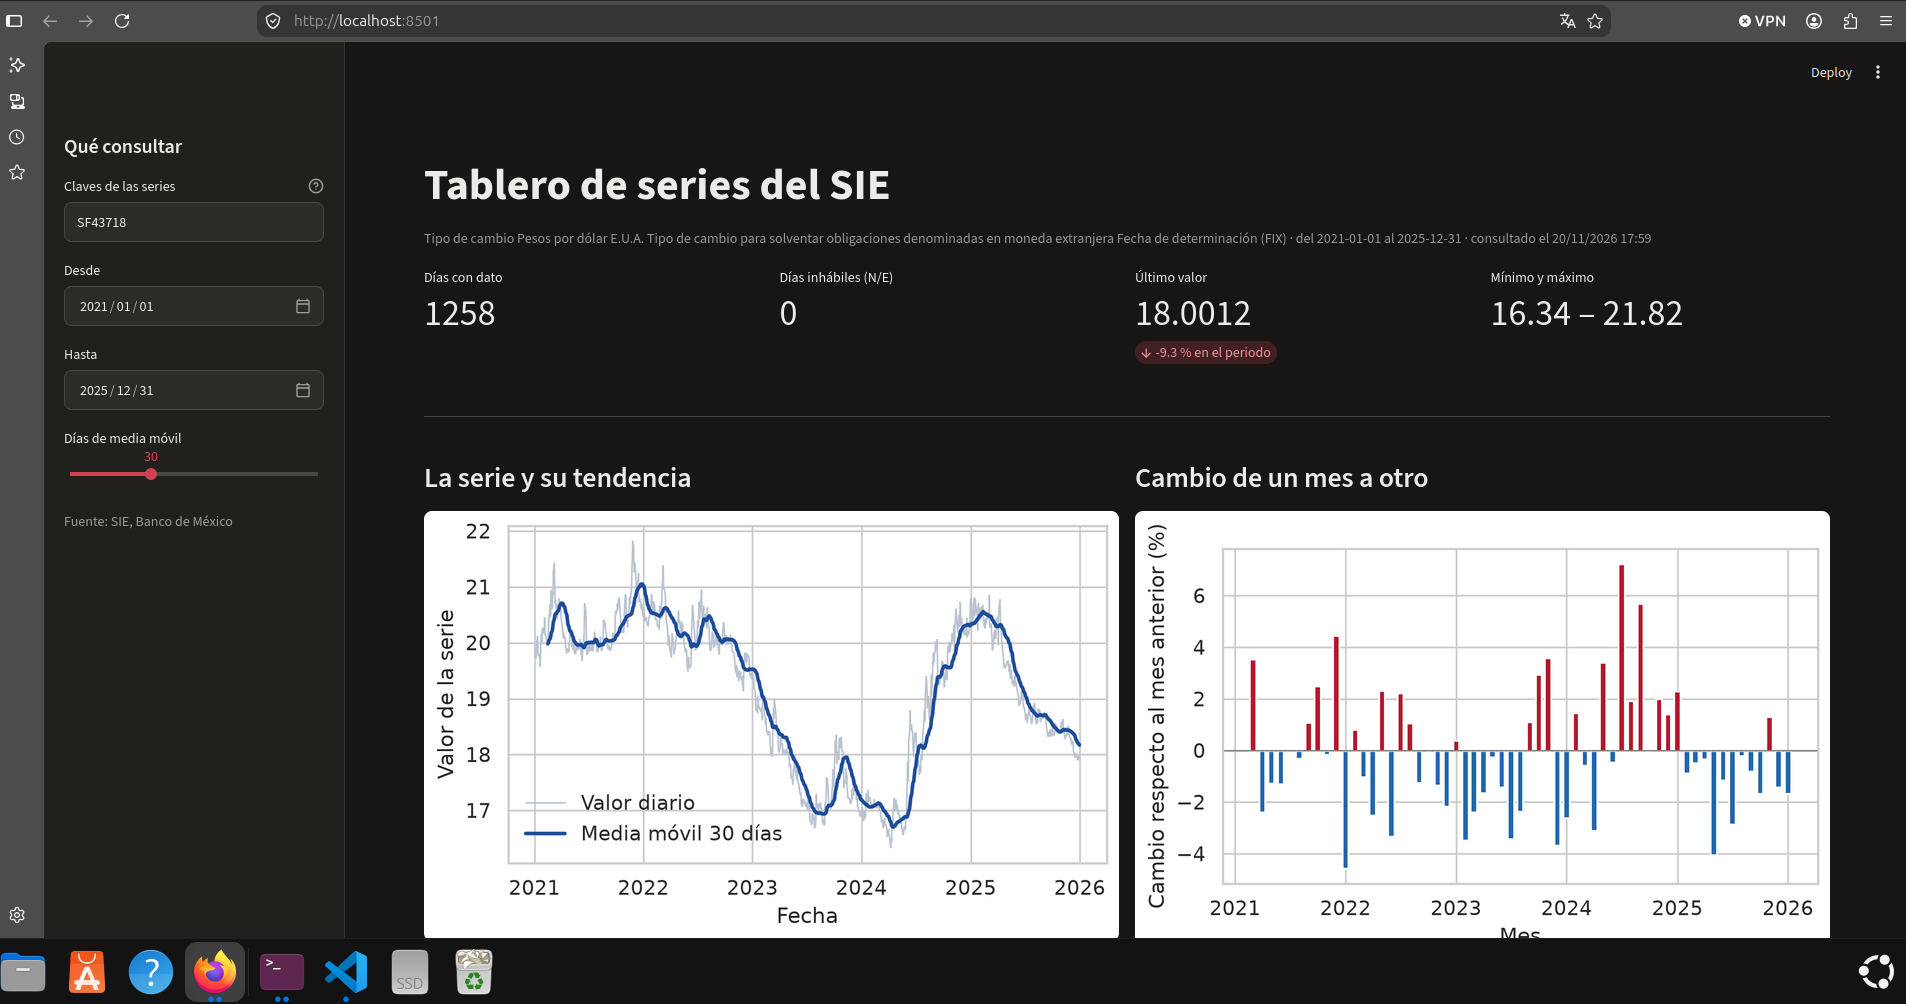 http://localhost:8501
VPN
Deploy
Qué consultar
Claves de las series
SF43718
Desde
2021/01/01
Hasta
2025/12/31
Días de media móvil
30
Fuente: SIE, Banco de México
Tablero de series del SIE
Tipo de cambio Pesos por dólar E.U.A. Tipo de cambio para solventar obligaciones denominadas en moneda extranjera Fecha de determinación (FIX) · del 2021-01-01 al 2025-12-31 · consultado el 20/11/2026 17:59
Días con dato
1258
Días inhábiles (N/E)
0
Último valor
18.0012
-9.3 % en el periodo
Mínimo y máximo
16.34 – 21.82
La serie y su tendencia
Valor de la serie
22
21
20
19
18
17
Valor diario
Media móvil 30 días
2021 2022 2023 2024 2025 2026
Fecha
Cambio de un mes a otro
Cambio respecto al mes anterior (%)
6
4
2
0
−2
−4
2021 2022 2023 2024 2025 2026
Mes
SSD